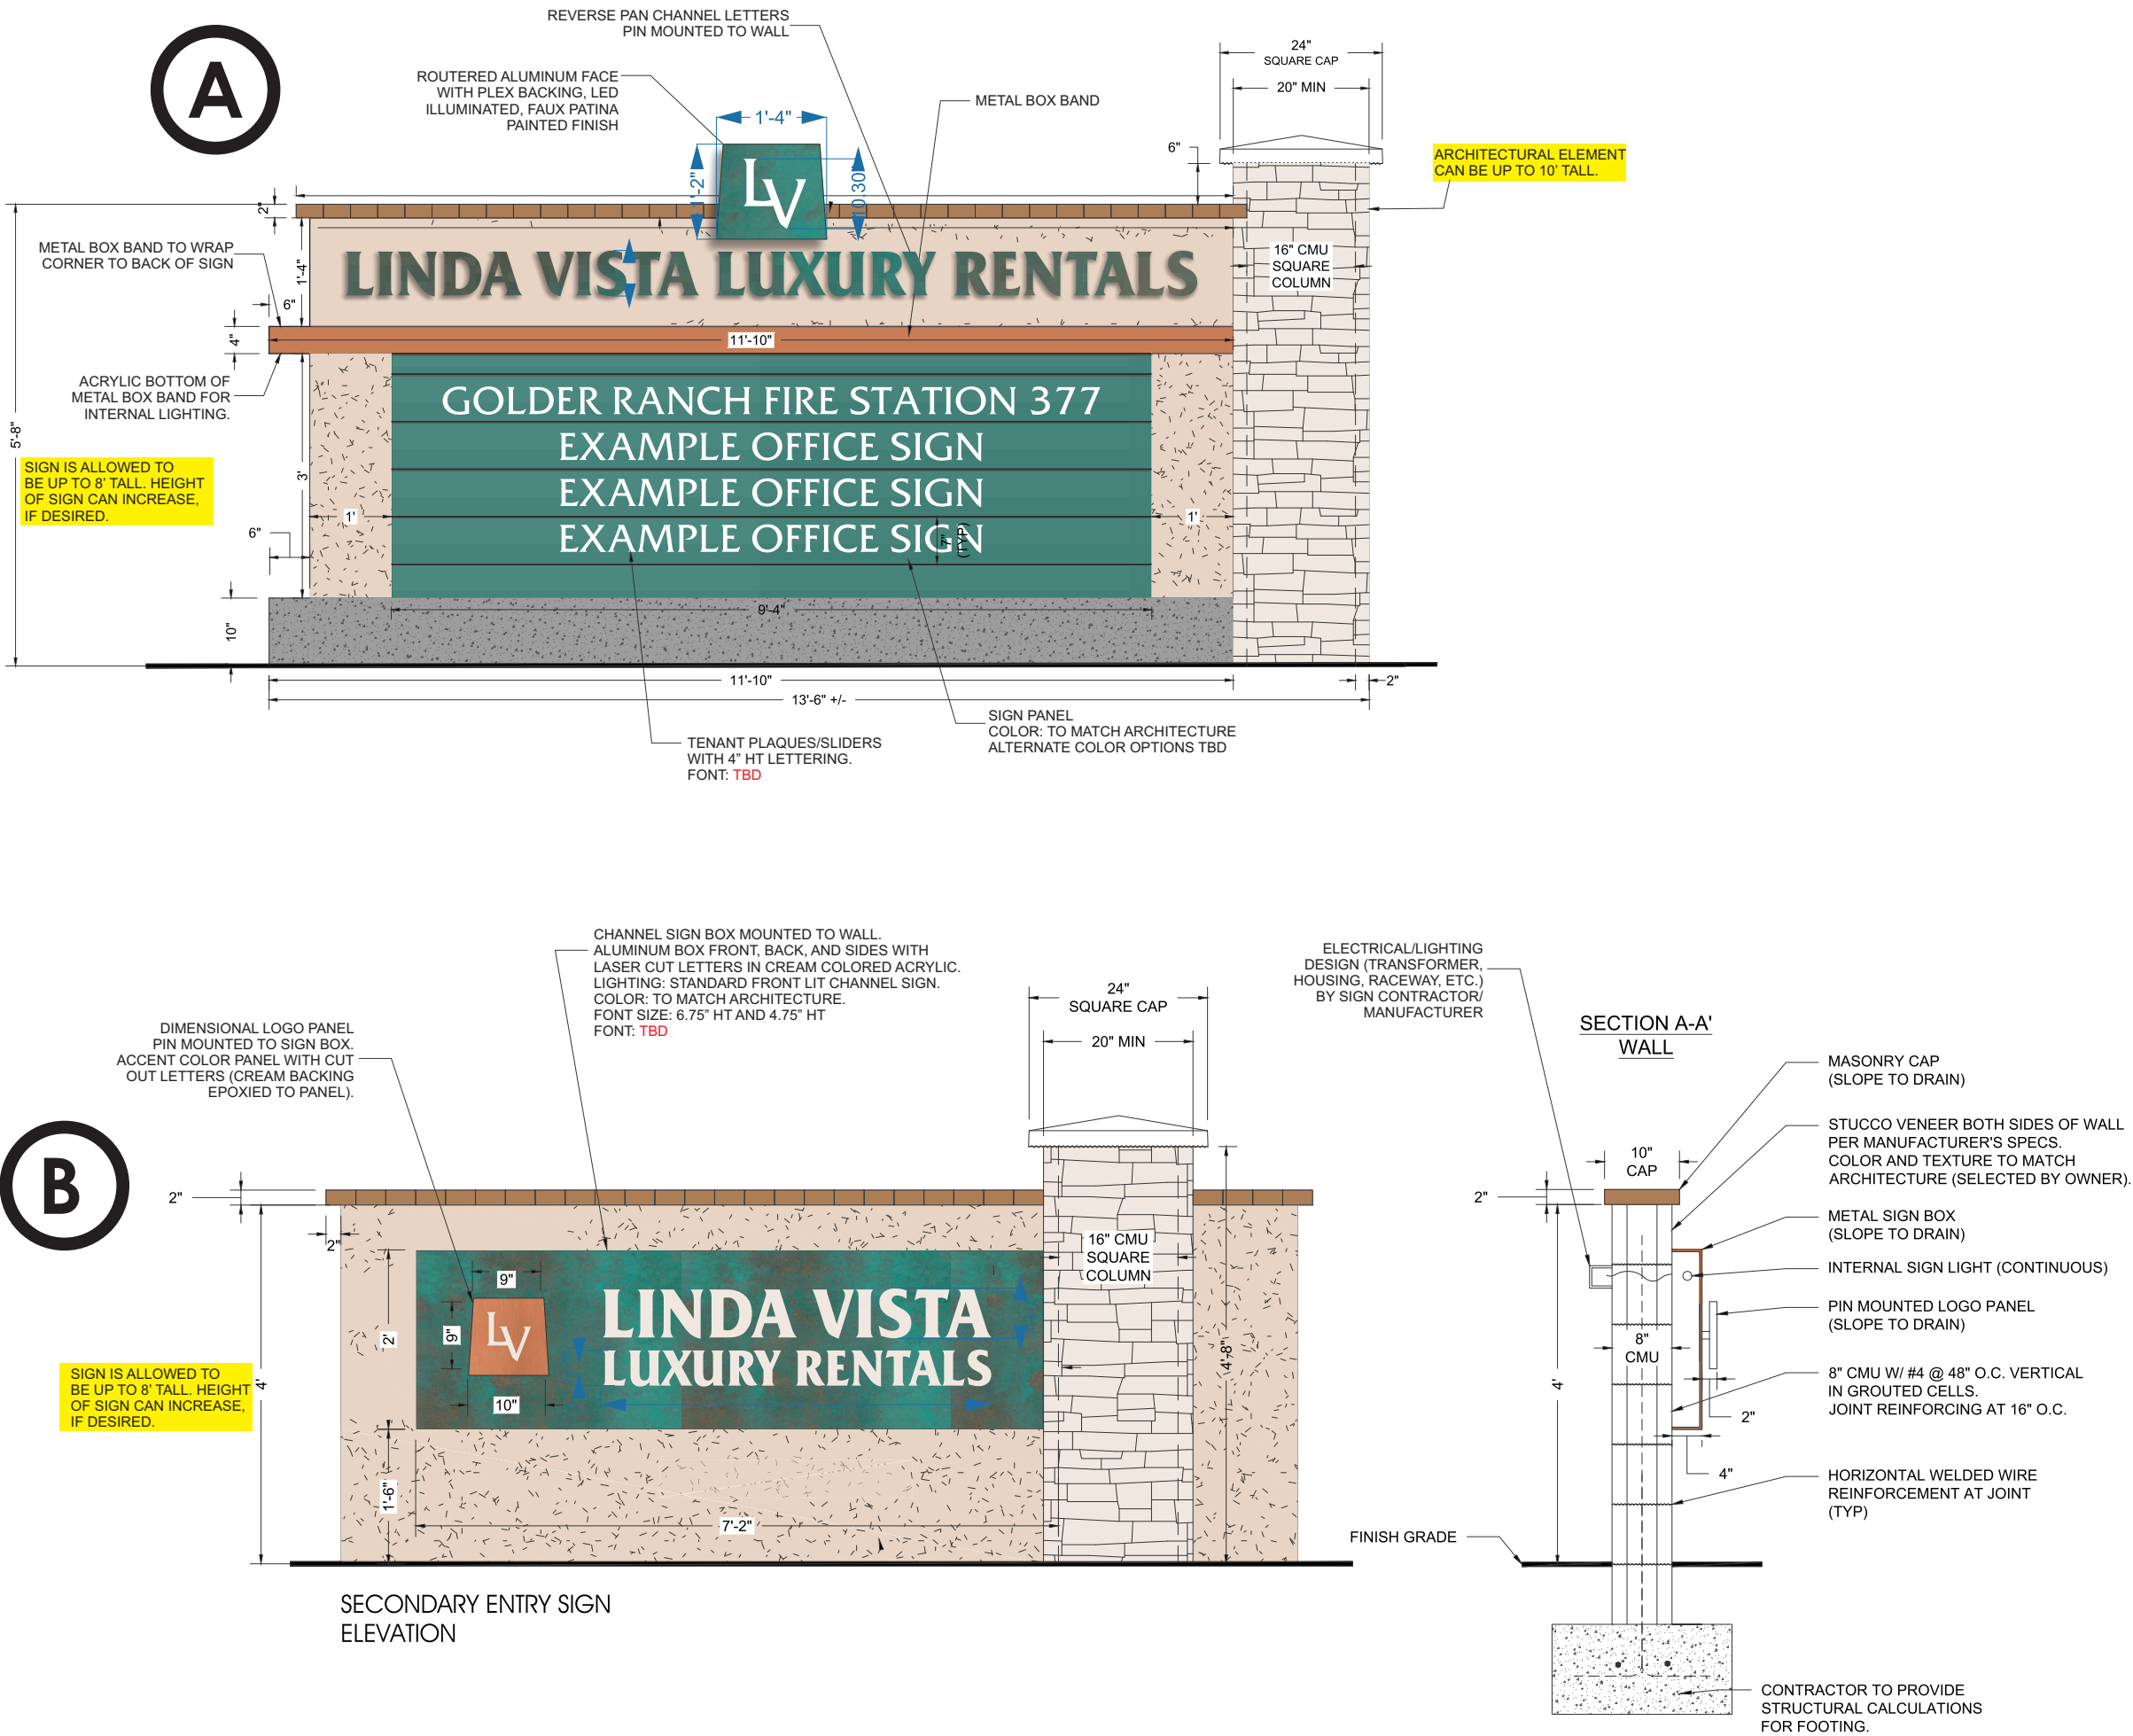 A
REVERSE PAN CHANNEL LETTERS
PIN MOUNTED TO WALL
ROUTERED ALUMINUM FACE
WITH PLEX BACKING, LED
ILLUMINATED, FAUX PATINA
PAINTED FINISH
METAL BOX BAND
24"
SQUARE CAP
20" MIN
6"
ARCHITECTURAL ELEMENT
CAN BE UP TO 10' TALL.
1'-4"
1'-2"
10.30"
LV
2"
METAL BOX BAND TO WRAP
CORNER TO BACK OF SIGN
1'-4"
6"
LINDA VISTA LUXURY RENTALS
16" CMU
SQUARE
COLUMN
4"
11'-10"
ACRYLIC BOTTOM OF
METAL BOX BAND FOR
INTERNAL LIGHTING.
5'-8"
SIGN IS ALLOWED TO
BE UP TO 8' TALL. HEIGHT
OF SIGN CAN INCREASE,
IF DESIRED.
3'
GOLDER RANCH FIRE STATION 377
EXAMPLE OFFICE SIGN
EXAMPLE OFFICE SIGN
EXAMPLE OFFICE SIGN
1'
1'
7"
(TYP)
6"
10"
9'-4"
11'-10"
2"
13'-6" +/-
TENANT PLAQUES/SLIDERS
WITH 4" HT LETTERING.
FONT: TBD
SIGN PANEL
COLOR: TO MATCH ARCHITECTURE
ALTERNATE COLOR OPTIONS TBD
B
CHANNEL SIGN BOX MOUNTED TO WALL.
ALUMINUM BOX FRONT, BACK, AND SIDES WITH
LASER CUT LETTERS IN CREAM COLORED ACRYLIC.
LIGHTING: STANDARD FRONT LIT CHANNEL SIGN.
COLOR: TO MATCH ARCHITECTURE.
FONT SIZE: 6.75" HT AND 4.75" HT
FONT: TBD
DIMENSIONAL LOGO PANEL
PIN MOUNTED TO SIGN BOX.
ACCENT COLOR PANEL WITH CUT
OUT LETTERS (CREAM BACKING
EPOXIED TO PANEL).
24"
SQUARE CAP
20" MIN
2"
2"
16" CMU
SQUARE
COLUMN
9"
9"
10"
LV
LINDA VISTA
LUXURY RENTALS
2'
4'-8"
SIGN IS ALLOWED TO
BE UP TO 8' TALL. HEIGHT
OF SIGN CAN INCREASE,
IF DESIRED.
4'
1'-6"
7'-2"
SECONDARY ENTRY SIGN
ELEVATION
ELECTRICAL/LIGHTING
DESIGN (TRANSFORMER,
HOUSING, RACEWAY, ETC.)
BY SIGN CONTRACTOR/
MANUFACTURER
SECTION A-A'
WALL
MASONRY CAP
(SLOPE TO DRAIN)
STUCCO VENEER BOTH SIDES OF WALL
PER MANUFACTURER'S SPECS.
COLOR AND TEXTURE TO MATCH
ARCHITECTURE (SELECTED BY OWNER).
10"
CAP
2"
METAL SIGN BOX
(SLOPE TO DRAIN)
INTERNAL SIGN LIGHT (CONTINUOUS)
PIN MOUNTED LOGO PANEL
(SLOPE TO DRAIN)
8"
CMU
4'
8" CMU W/ #4 @ 48" O.C. VERTICAL
IN GROUTED CELLS.
JOINT REINFORCING AT 16" O.C.
2"
4"
HORIZONTAL WELDED WIRE
REINFORCEMENT AT JOINT
(TYP)
FINISH GRADE
CONTRACTOR TO PROVIDE
STRUCTURAL CALCULATIONS
FOR FOOTING.